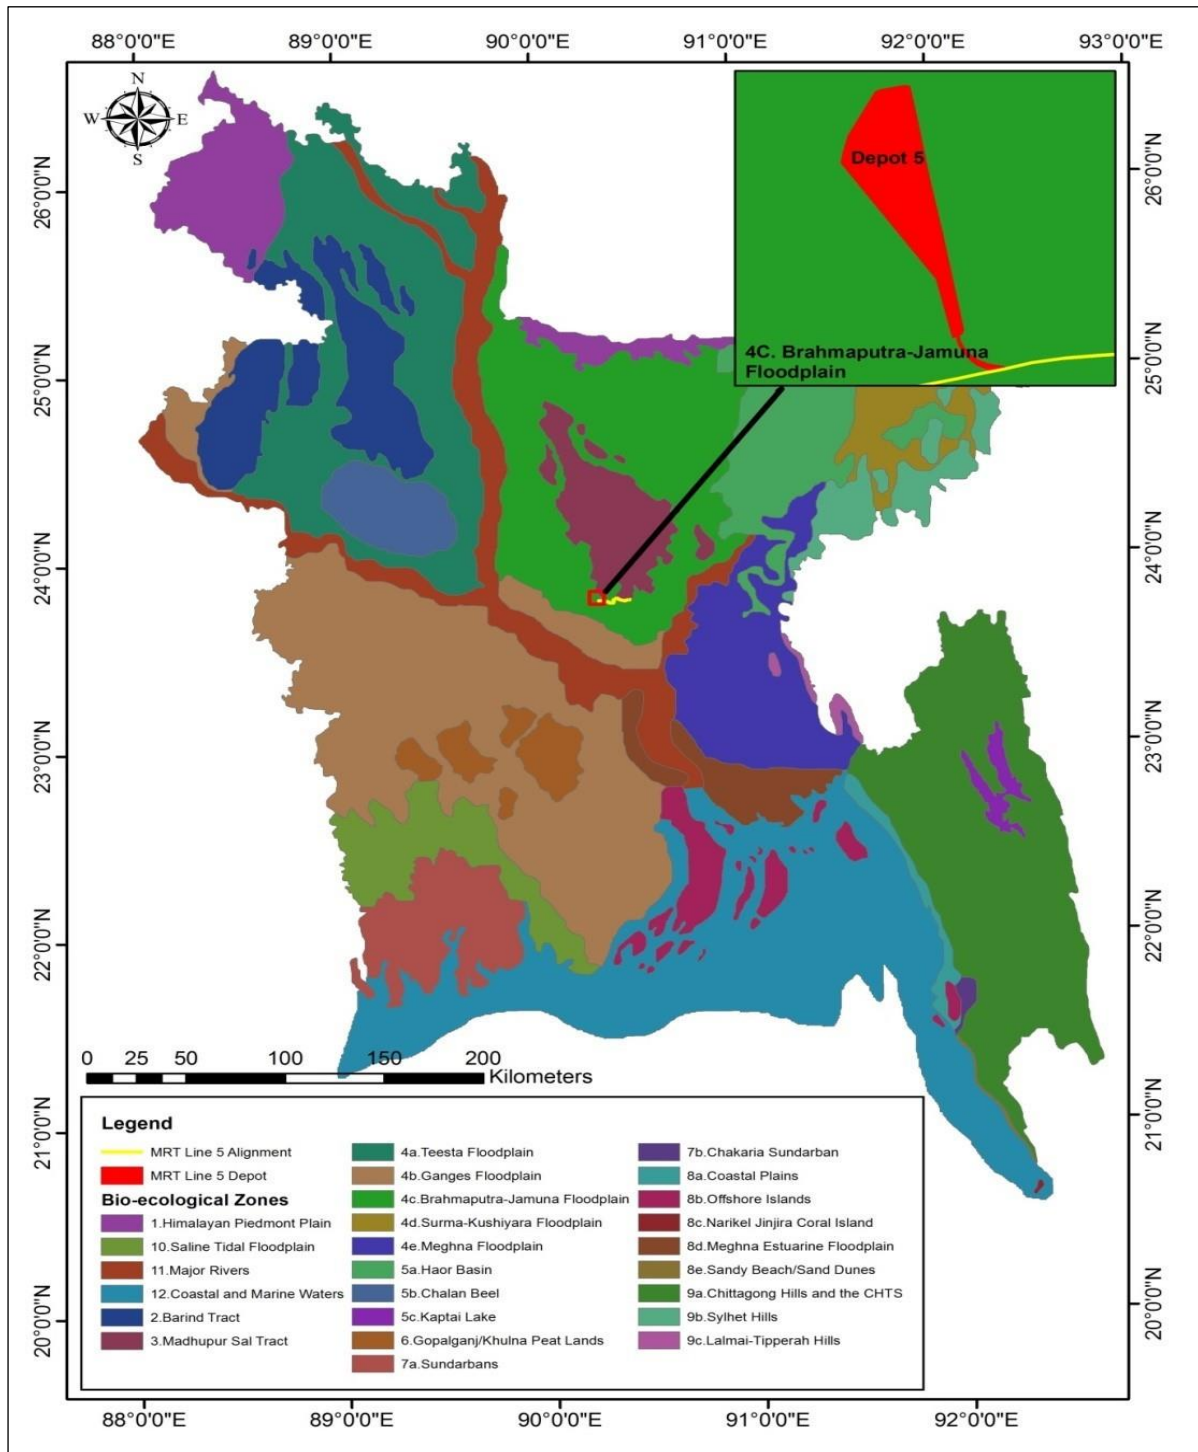 88°0'0"E 89°0'0"E 90°0'0"E 91°0'0"E 92°0'0"E 93°0'0"E
N
W E
S
Depot 5
4C. Brahmaputra-Jamuna
Floodplain
26°0'0"N
25°0'0"N
24°0'0"N
23°0'0"N
22°0'0"N
21°0'0"N
20°0'0"N
26°0'0"N
25°0'0"N
24°0'0"N
23°0'0"N
22°0'0"N
21°0'0"N
20°0'0"N
0 25 50 100 150 200
Kilometers
Legend
MRT Line 5 Alignment
MRT Line 5 Depot
Bio-ecological Zones
1.Himalayan Piedmont Plain
10.Saline Tidal Floodplain
11.Major Rivers
12.Coastal and Marine Waters
2.Barind Tract
3.Madhupur Sal Tract
4a.Teesta Floodplain
4b.Ganges Floodplain
4c.Brahmaputra-Jamuna Floodplain
4d.Surma-Kushiyara Floodplain
4e.Meghna Floodplain
5a.Haor Basin
5b.Chalan Beel
5c.Kaptai Lake
6.Gopalganj/Khulna Peat Lands
7a.Sundarbans
7b.Chakaria Sundarban
8a.Coastal Plains
8b.Offshore Islands
8c.Narikel Jinjira Coral Island
8d.Meghna Estuarine Floodplain
8e.Sandy Beach/Sand Dunes
9a.Chittagong Hills and the CHTS
9b.Sylhet Hills
9c.Lalmai-Tipperah Hills
88°0'0"E 89°0'0"E 90°0'0"E 91°0'0"E 92°0'0"E